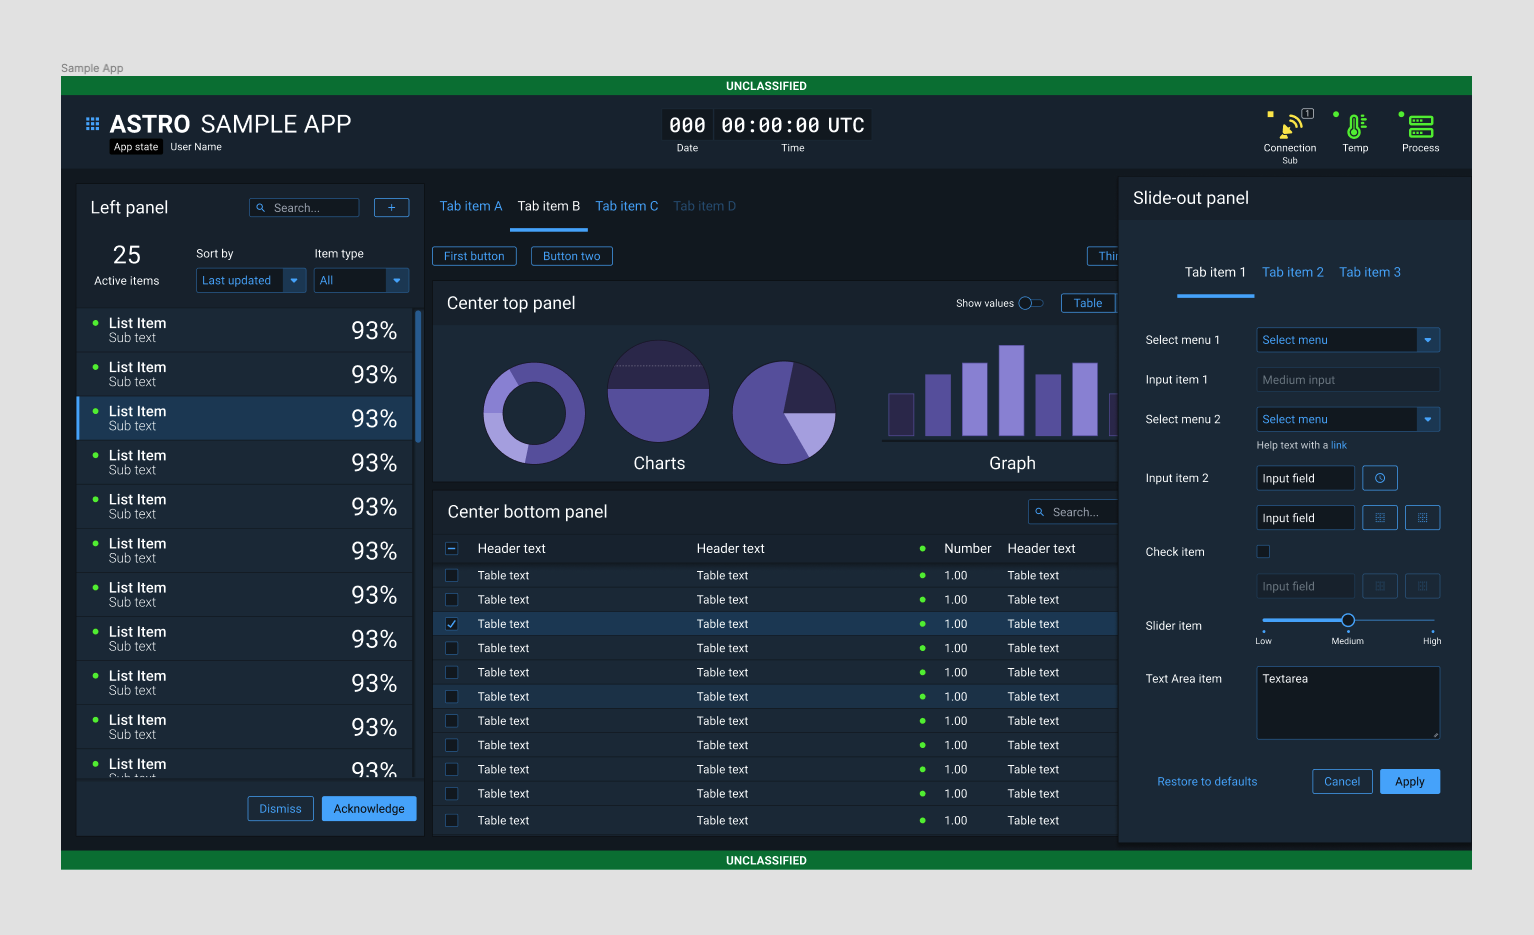 Sample App
UNCLASSIFIED
ASTRO SAMPLE APP
App state User Name
000 00:00:00 UTC
Date Time
1
Connection
Sub
Temp
Process
Left panel
Search...
+
25
Active items
Sort by
Last updated
Item type
All
List Item
Sub text
93%
List Item
Sub text
93%
List Item
Sub text
93%
List Item
Sub text
93%
List Item
Sub text
93%
List Item
Sub text
93%
List Item
Sub text
93%
List Item
Sub text
93%
List Item
Sub text
93%
List Item
Sub text
93%
List Item
Sub text
93%
Dismiss Acknowledge
Tab item A Tab item B Tab item C Tab item D
First button Button two Thi
Center top panel
Show values Table
Charts
Graph
Center bottom panel
Search...
Header text Header text Number Header text
Table text Table text 1.00 Table text
Table text Table text 1.00 Table text
Table text Table text 1.00 Table text
Table text Table text 1.00 Table text
Table text Table text 1.00 Table text
Table text Table text 1.00 Table text
Table text Table text 1.00 Table text
Table text Table text 1.00 Table text
Table text Table text 1.00 Table text
Table text Table text 1.00 Table text
Table text Table text 1.00 Table text
Slide-out panel
Tab item 1 Tab item 2 Tab item 3
Select menu 1 Select menu
Input item 1 Medium input
Select menu 2 Select menu
Help text with a link
Input item 2 Input field
Input field
Check item
Input field
Slider item
Low Medium High
Text Area item Textarea
Restore to defaults Cancel Apply
UNCLASSIFIED